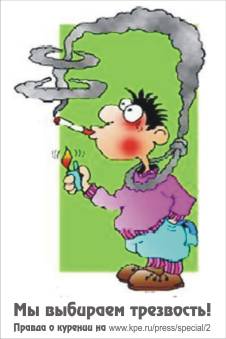 Мы выбираем трезвость!
Правда о курении на www.kpe.ru/press/special/2